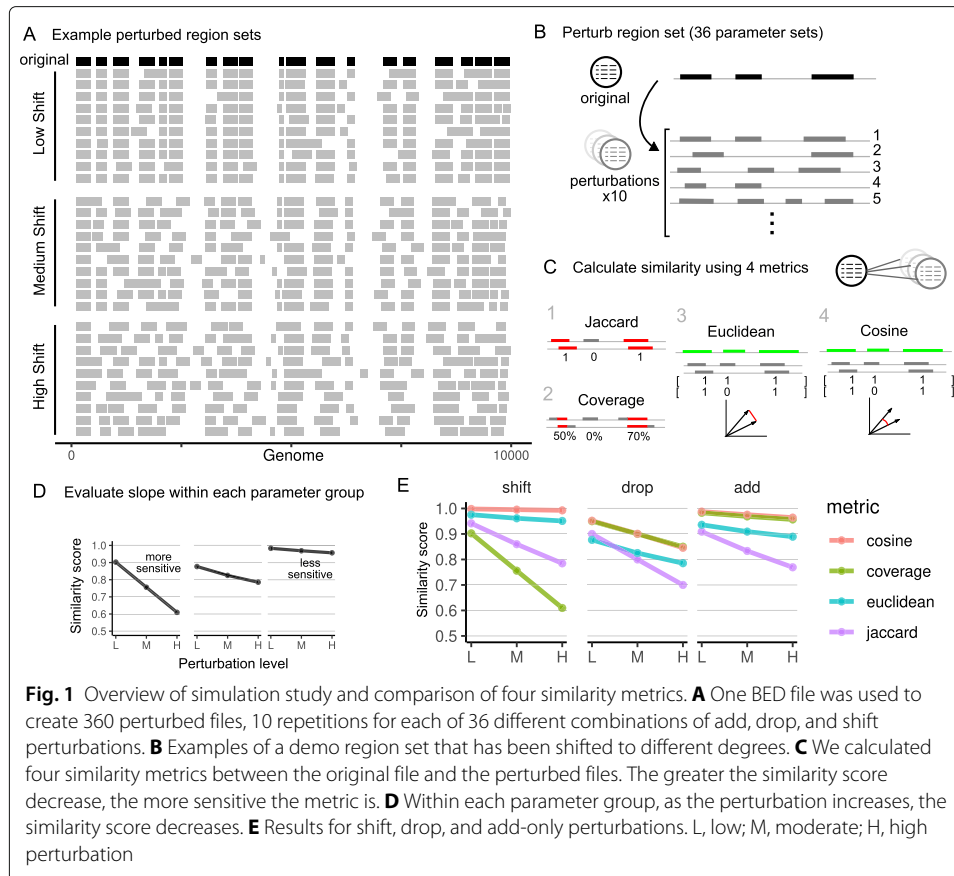 A Example perturbed region sets
original
Low Shift
Medium Shift
High Shift
0 Genome 10000
B Perturb region set (36 parameter sets)
original
perturbations
x10
1
2
3
4
5
C Calculate similarity using 4 metrics
1
Jaccard
1 0 1
2
Coverage
50% 0% 70%
3
Euclidean
[ 1 0 1 ]
[ 1 0 1 ]
4
Cosine
[ 1 0 1 ]
[ 1 0 1 ]
D Evaluate slope within each parameter group
Similarity score
1.0
0.9
0.8
0.7
0.6
0.5
more
sensitive
less
sensitive
L M H L M H L M H
Perturbation level
E
shift drop add
Similarity score
1.0
0.9
0.8
0.7
0.6
0.5
L M H L M H L M H
metric
cosine
coverage
euclidean
jaccard
Fig. 1 Overview of simulation study and comparison of four similarity metrics. A One BED file was used to
create 360 perturbed files, 10 repetitions for each of 36 different combinations of add, drop, and shift
perturbations. B Examples of a demo region set that has been shifted to different degrees. C We calculated
four similarity metrics between the original file and the perturbed files. The greater the similarity score
decrease, the more sensitive the metric is. D Within each parameter group, as the perturbation increases, the
similarity score decreases. E Results for shift, drop, and add-only perturbations. L, low; M, moderate; H, high
perturbation